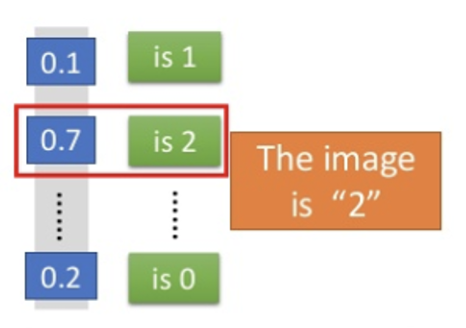 0.1 is 1
0.7 is 2
0.2 is 0
The image
is “2”